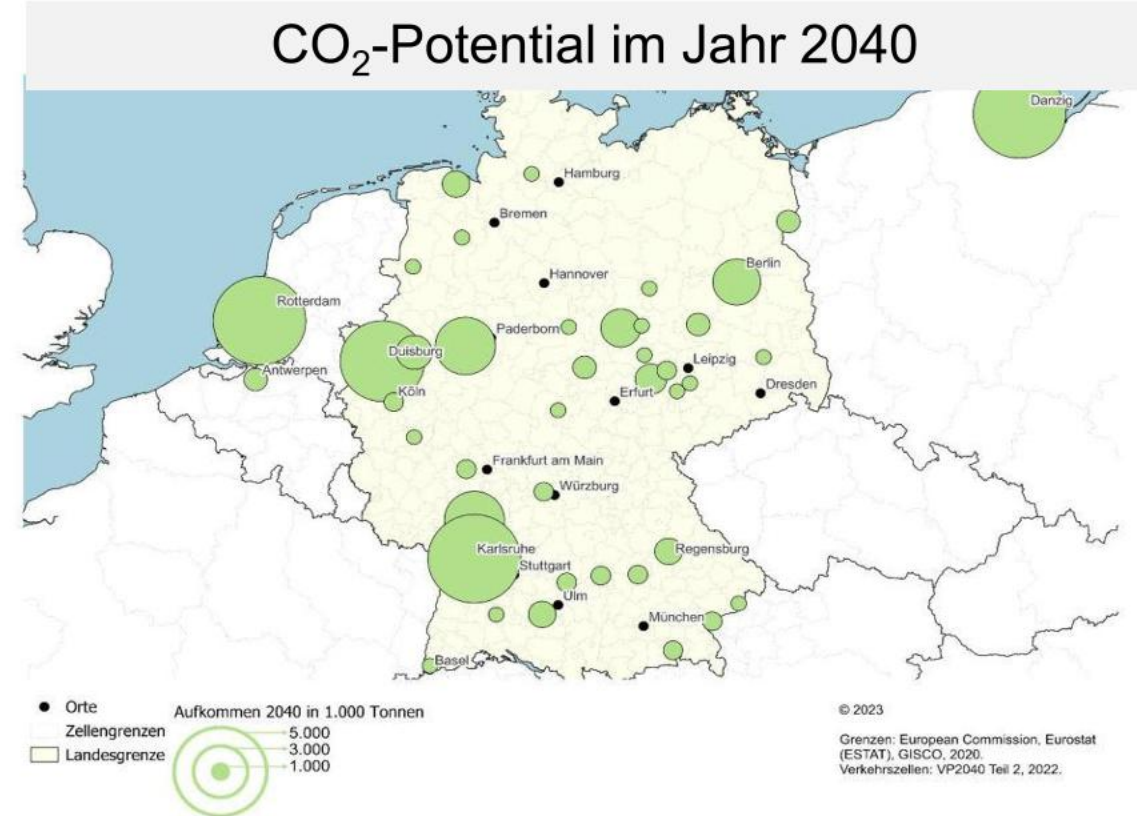 CO₂-Potential im Jahr 2040
Danzig
Hamburg
Bremen
Berlin
Hannover
Rotterdam
Paderborn
Duisburg
Leipzig
Antwerpen
Dresden
Köln
Erfurt
Frankfurt am Main
Würzburg
Karlsruhe
Regensburg
Stuttgart
Ulm
München
Basel
Orte
Zellengrenzen
Landesgrenze
Aufkommen 2040 in 1.000 Tonnen
5.000
3.000
1.000
© 2023
Grenzen: European Commission, Eurostat
(ESTAT), GISCO, 2020.
Verkehrszellen: VP2040 Teil 2, 2022.